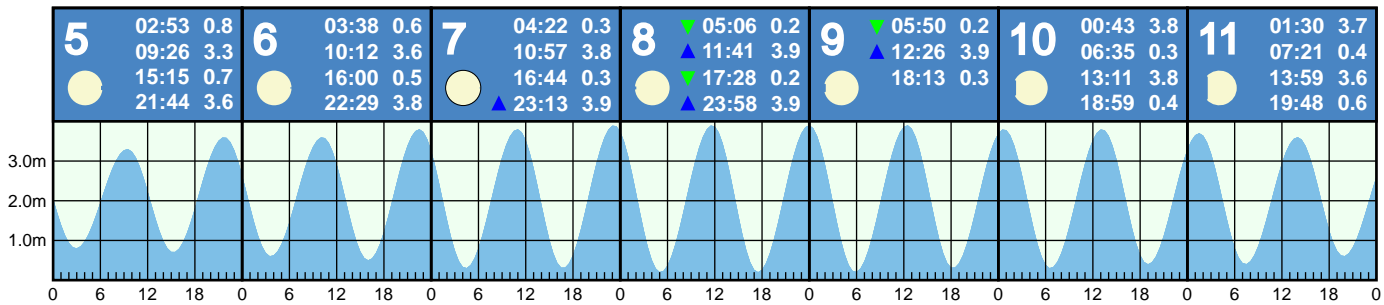 5
02:53 0.8
09:26 3.3
15:15 0.7
21:44 3.6
6
03:38 0.6
10:12 3.6
16:00 0.5
22:29 3.8
7
04:22 0.3
10:57 3.8
16:44 0.3
▲ 23:13 3.9
8
▼ 05:06 0.2
▲ 11:41 3.9
▼ 17:28 0.2
▲ 23:58 3.9
9
▼ 05:50 0.2
▲ 12:26 3.9
18:13 0.3
10
00:43 3.8
06:35 0.3
13:11 3.8
18:59 0.4
11
01:30 3.7
07:21 0.4
13:59 3.6
19:48 0.6
3.0m
2.0m
1.0m
0 6 12 18 0 6 12 18 0 6 12 18 0 6 12 18 0 6 12 18 0 6 12 18 0 6 12 18 0